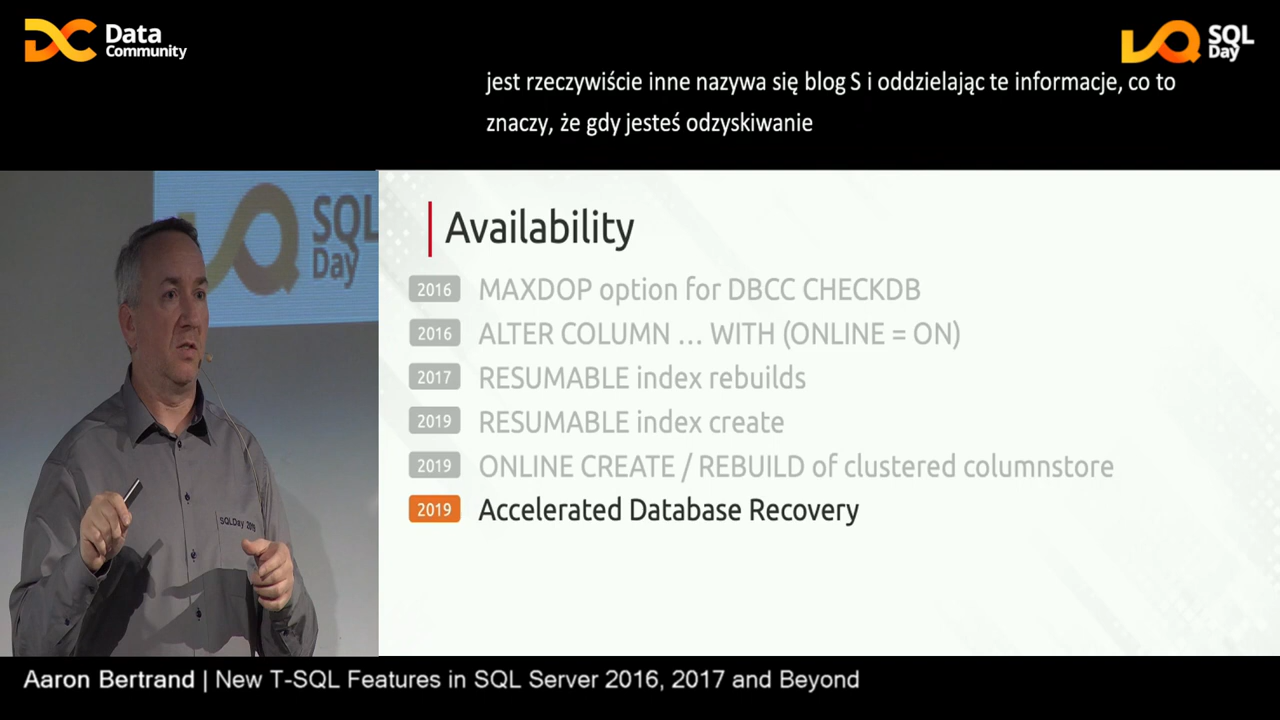 Data
Community
SQL
Day
jest rzeczywiście inne nazywa się blog S i oddzielając te informacje, co to
znaczy, że gdy jesteś odzyskiwanie
SQL
Day
SQLDay 2019
Availability
2016 MAXDOP option for DBCC CHECKDB
2016 ALTER COLUMN ... WITH (ONLINE = ON)
2017 RESUMABLE index rebuilds
2019 RESUMABLE index create
2019 ONLINE CREATE / REBUILD of clustered columnstore
2019 Accelerated Database Recovery
Aaron Bertrand | New T-SQL Features in SQL Server 2016, 2017 and Beyond